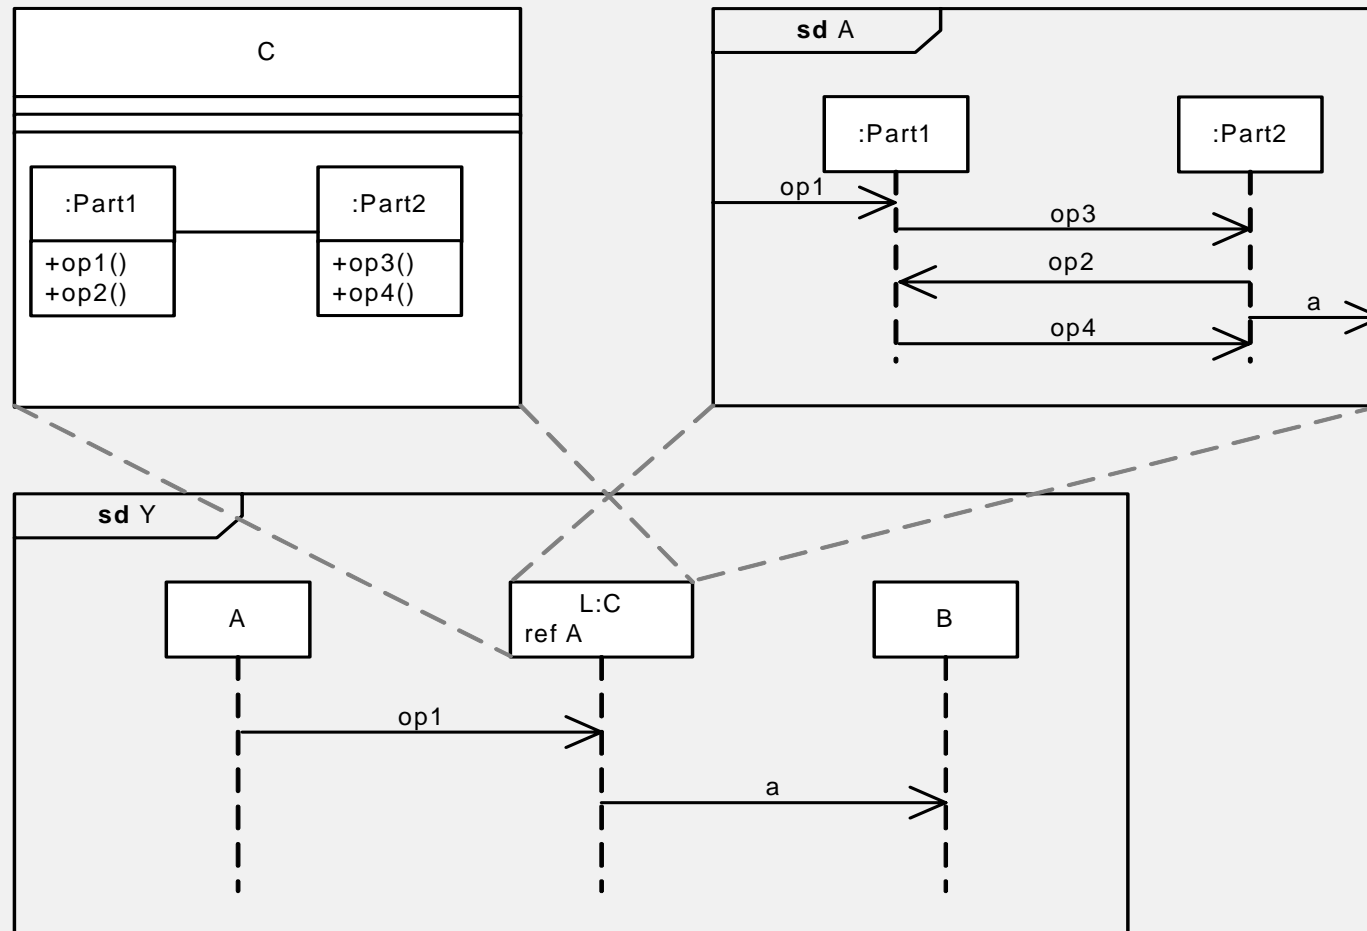 C
:Part1
+op1()
+op2()
:Part2
+op3()
+op4()
sd A
:Part1
:Part2
op1
op3
op2
a
op4
sd Y
A
L:C
ref A
B
op1
a